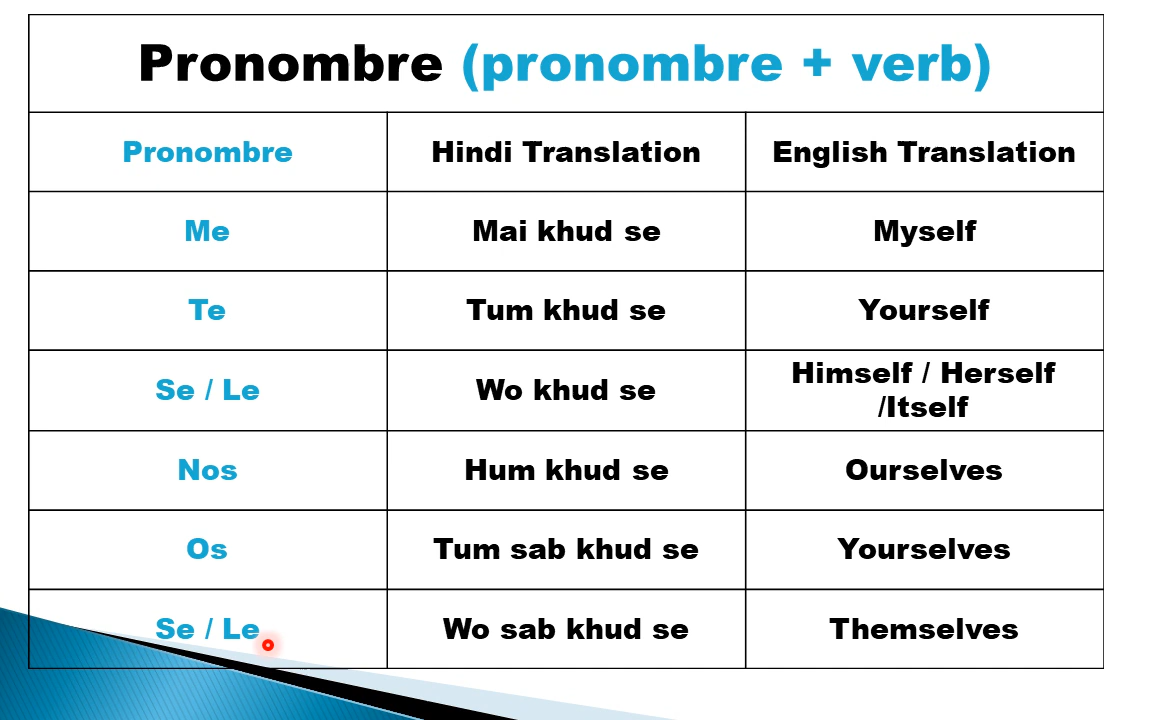 Pronombre (pronombre + verb)
Pronombre Hindi Translation English Translation
Me Mai khud se Myself
Te Tum khud se Yourself
Se / Le Wo khud se Himself / Herself
/Itself
Nos Hum khud se Ourselves
Os Tum sab khud se Yourselves
Se / Le Wo sab khud se Themselves